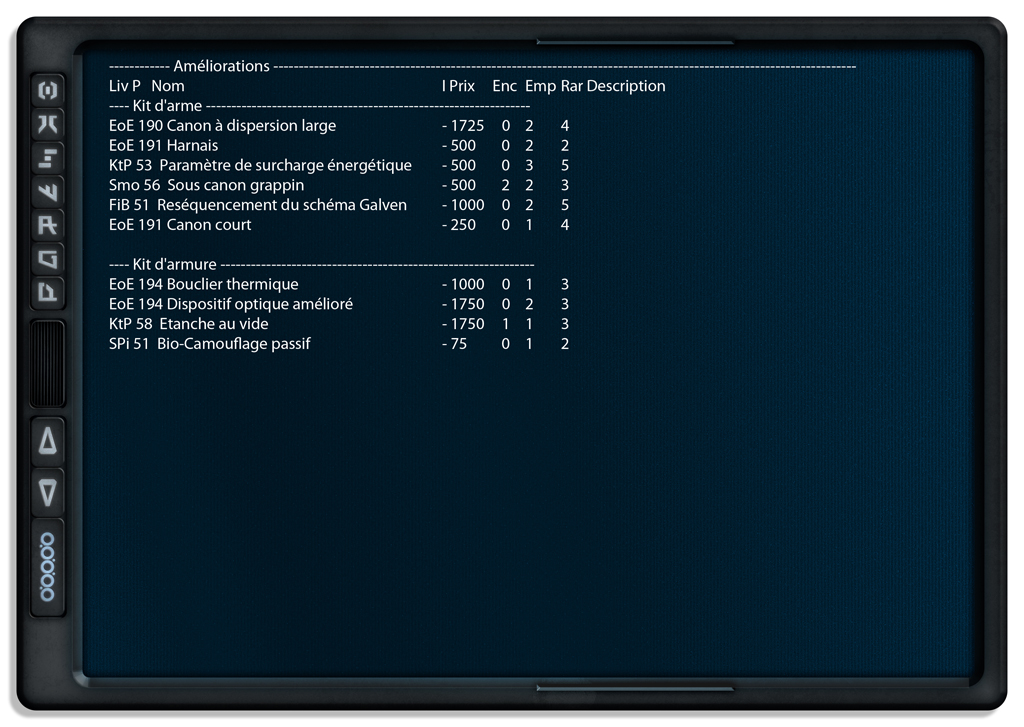 ------------ Améliorations --------------------------------------------------------------------------------------------------------------------
Liv P Nom I Prix Enc Emp Rar Description
---- Kit d'arme -----------------------------------------------------------------
EoE 190 Canon à dispersion large - 1725 0 2 4
EoE 191 Harnais - 500 0 2 2
KtP 53 Paramètre de surcharge énergétique - 500 0 3 5
Smo 56 Sous canon grappin - 500 2 2 3
FiB 51 Reséquencement du schéma Galven - 1000 0 2 5
EoE 191 Canon court - 250 0 1 4
---- Kit d'armure ---------------------------------------------------------------
EoE 194 Bouclier thermique - 1000 0 1 3
EoE 194 Dispositif optique amélioré - 1750 0 2 3
KtP 58 Etanche au vide - 1750 1 1 3
SPi 51 Bio-Camouflage passif - 75 0 1 2